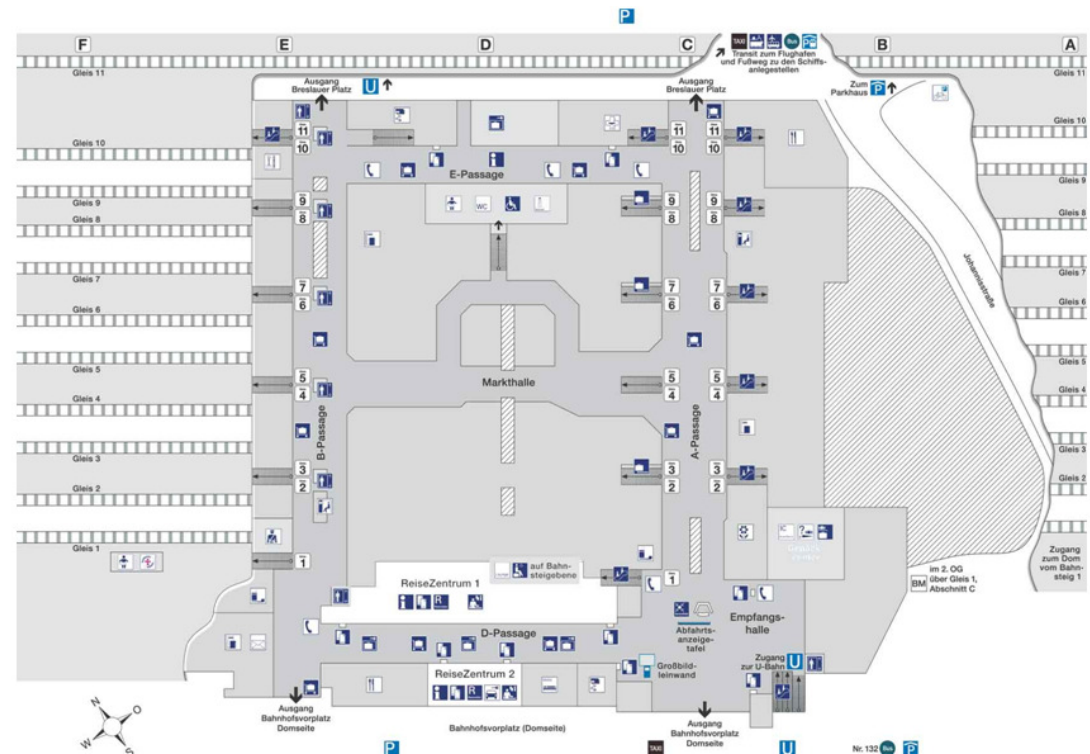 P
F
E
D
C
B
A
TAXI
Bus
P
Transit zum Flughafen
und Fußweg zu den Schiffs-
anlegestellen
Gleis 11
Gleis 11
Ausgang
Breslauer Platz
U
Ausgang
Breslauer Platz
Zum
Parkhaus
P
11
10
11
10
11
10
Gleis 10
Gleis 10
E-Passage
Gleis 9
Gleis 9
Gleis 8
Gleis 8
9
8
WC
9
8
9
8
Johannisstraße
Gleis 7
Gleis 7
7
6
7
6
7
6
Gleis 6
Gleis 6
Gleis 5
Gleis 5
5
4
Markthalle
5
4
5
4
Gleis 4
Gleis 4
B-Passage
A-Passage
Gleis 3
Gleis 3
3
2
3
2
3
2
Gleis 2
Gleis 2
Gleis 1
1
auf Bahn-
steigebene
1
Zugang
zum Dom
vom Bahn-
steig 1
ReiseZentrum 1
R
BM
im 2. OG
über Gleis 1,
Abschnitt C
Empfangs-
halle
Abfahrts-
anzeige-
tafel
D-Passage
Großbild-
leinwand
Zugang
zur U-Bahn
U
ReiseZentrum 2
R
Ausgang
Bahnhofsvorplatz
Domseite
Bahnhofsvorplatz (Domseite)
Ausgang
Bahnhofsvorplatz
Domseite
N
O
W
S
P
TAXI
U
Nr. 132
Bus
P